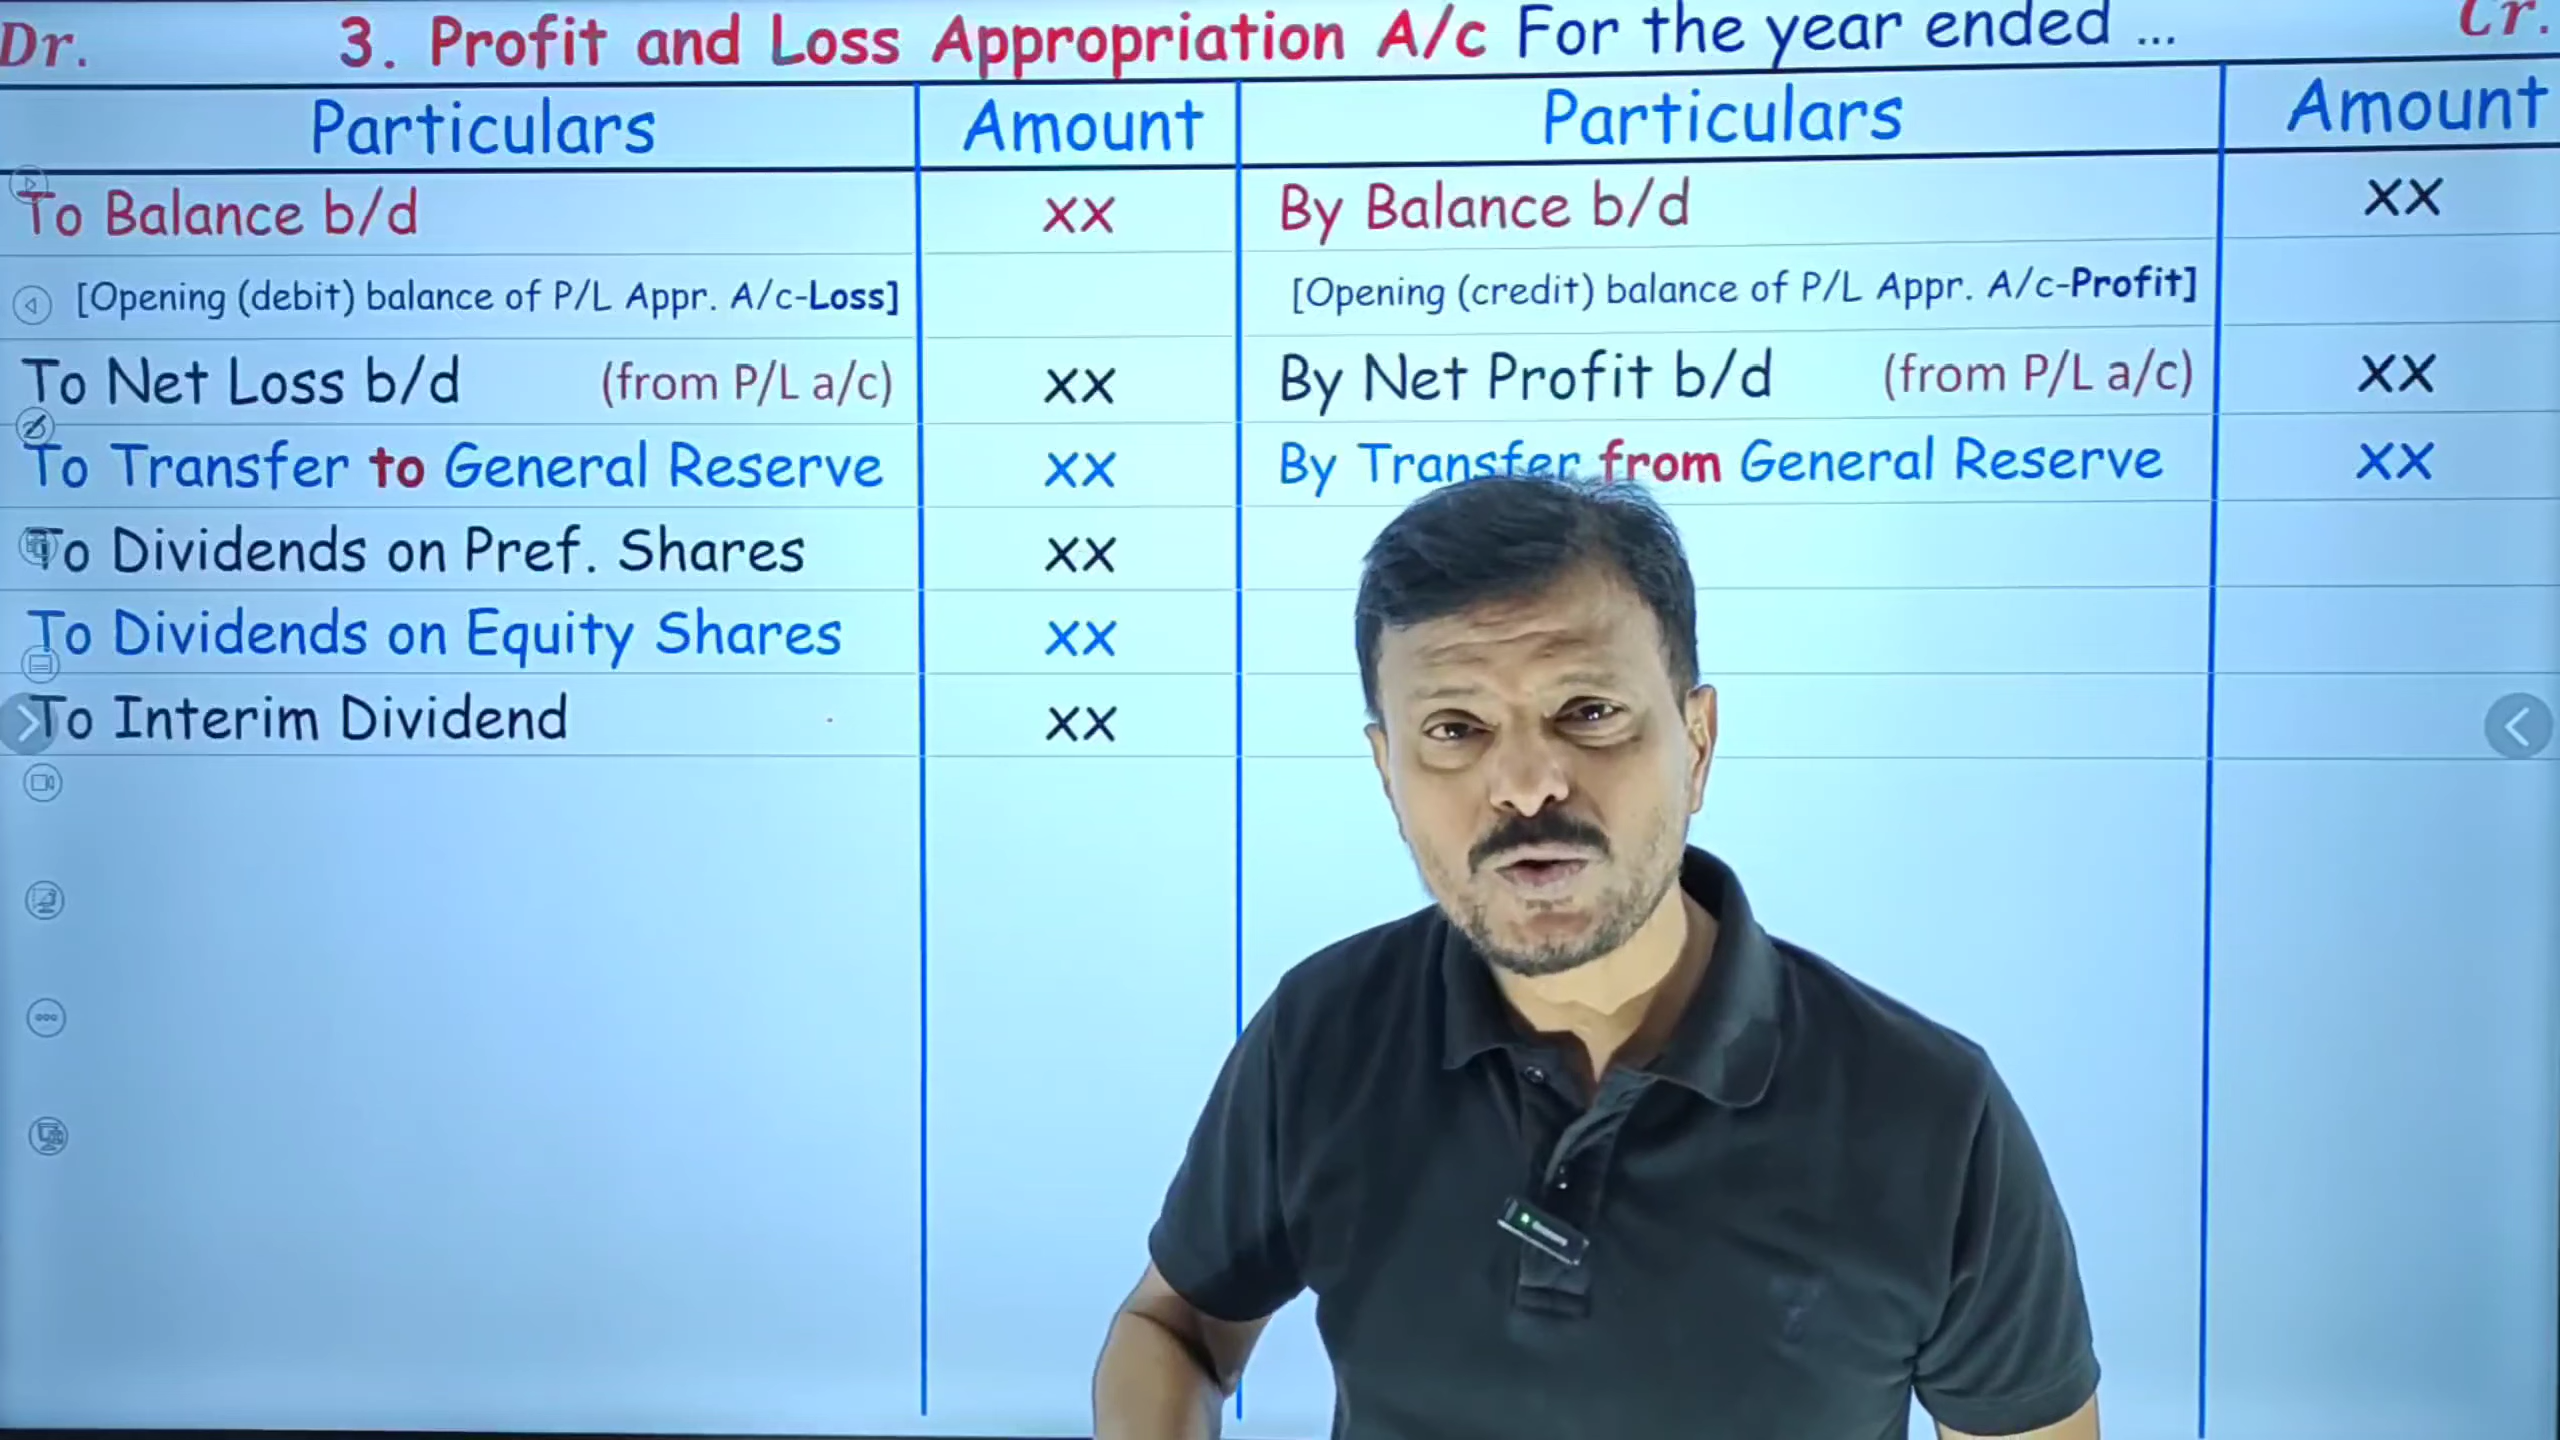 Dr. 3. Profit and Loss Appropriation A/c For the year ended ... Cr.
Particulars Amount Particulars Amount
To Balance b/d xx By Balance b/d xx
[Opening (debit) balance of P/L Appr. A/c-Loss] [Opening (credit) balance of P/L Appr. A/c-Profit]
To Net Loss b/d (from P/L a/c) xx By Net Profit b/d (from P/L a/c) xx
To Transfer to General Reserve xx By Transfer from General Reserve xx
To Dividends on Pref. Shares xx
To Dividends on Equity Shares xx
To Interim Dividend xx